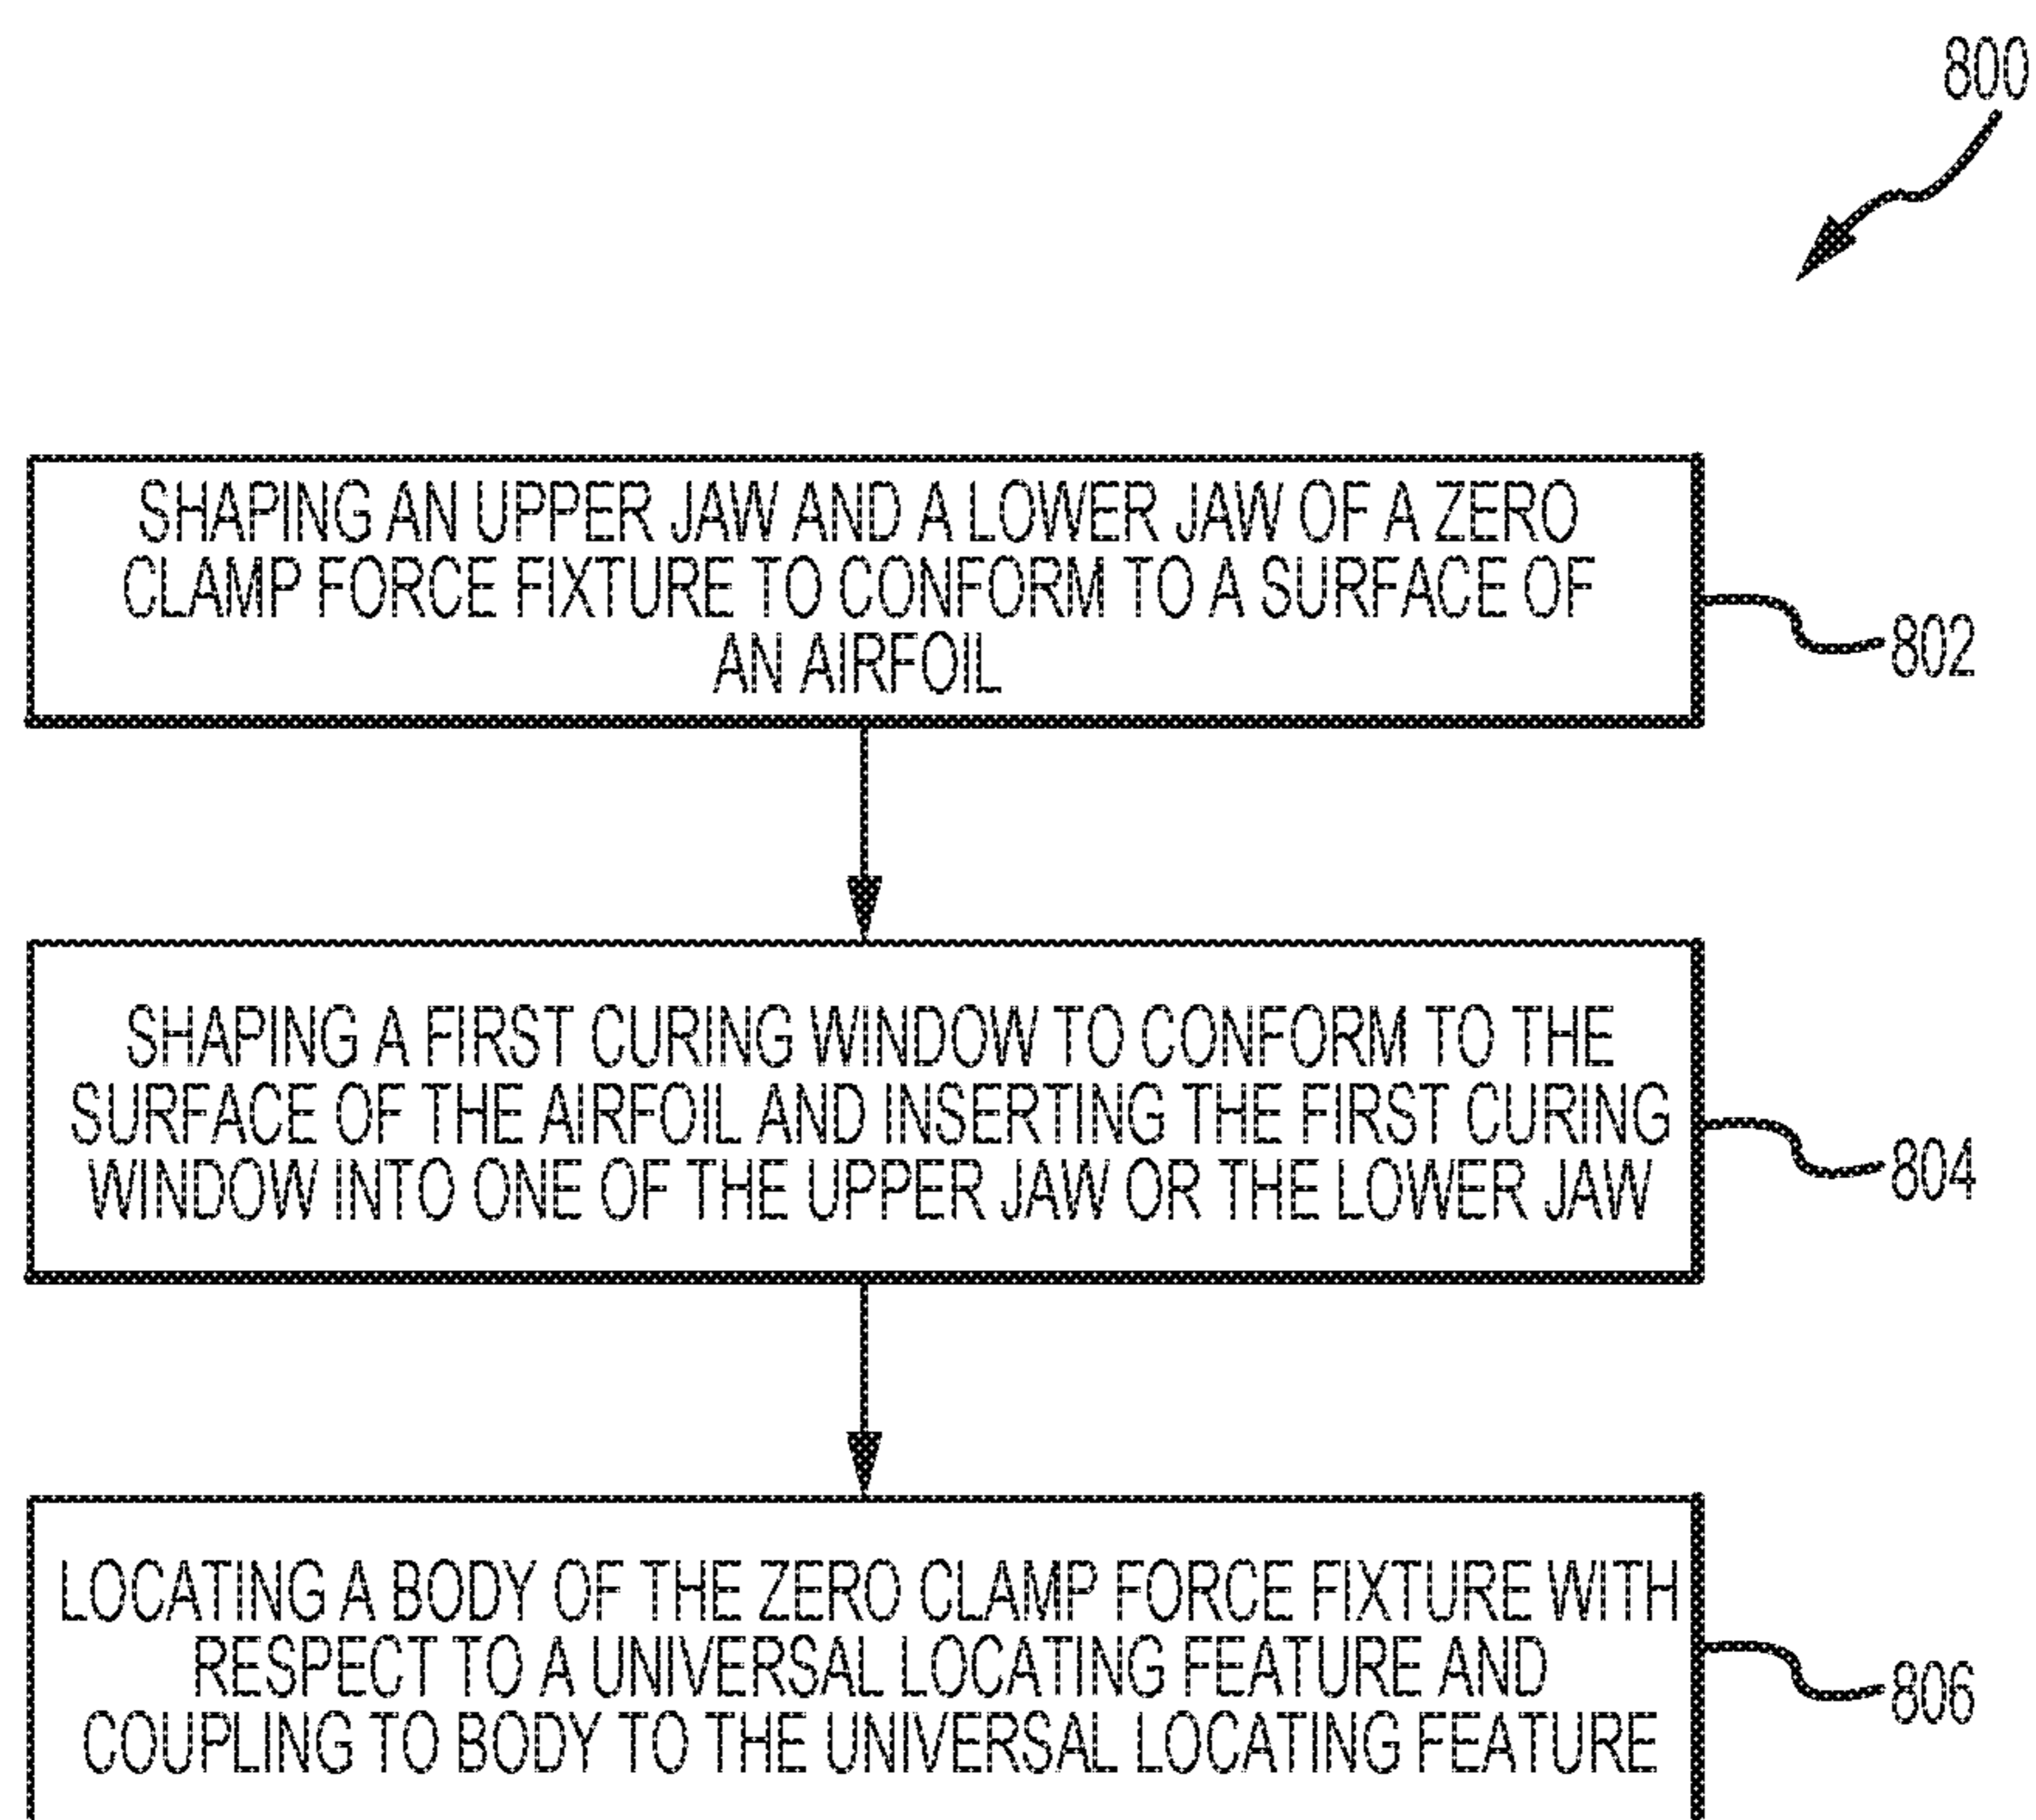 800
SHAPING AN UPPER JAW AND A LOWER JAW OF A ZERO
CLAMP FORCE FIXTURE TO CONFORM TO A SURFACE OF
AN AIRFOIL
802
SHAPING A FIRST CURING WINDOW TO CONFORM TO THE
SURFACE OF THE AIRFOIL AND INSERTING THE FIRST CURING
WINDOW INTO ONE OF THE UPPER JAW OR THE LOWER JAW
804
LOCATING A BODY OF THE ZERO CLAMP FORCE FIXTURE WITH
RESPECT TO A UNIVERSAL LOCATING FEATURE AND
COUPLING TO BODY TO THE UNIVERSAL LOCATING FEATURE
806